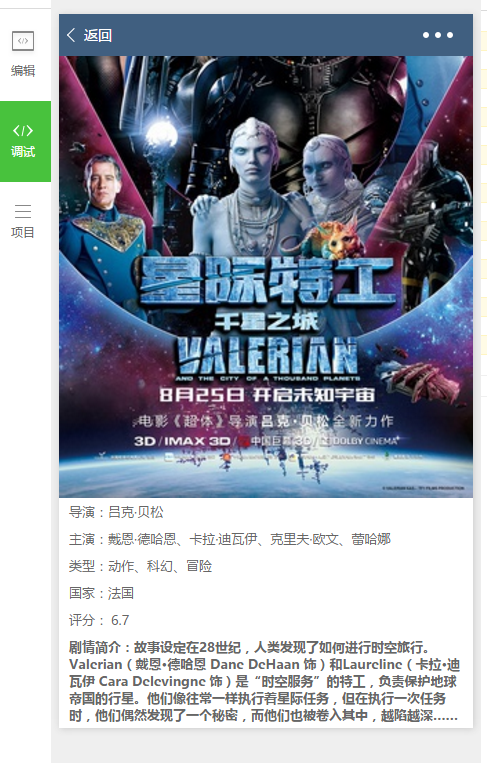 编辑
调试
项目
返回
星际特工
千星之城
VALERIAN
AND THE CITY OF A THOUSAND PLANETS
8月25日 开启未知宇宙
电影《超体》导演吕克·贝松全新力作
3D / IMAX 3D / 中国巨幕3D / DOLBY CINEMA
导演：吕克·贝松
主演：戴恩·德哈恩、卡拉·迪瓦伊、克里夫·欧文、蕾哈娜
类型：动作、科幻、冒险
国家：法国
评分： 6.7
剧情简介：故事设定在28世纪，人类发现了如何进行时空旅行。
Valerian（戴恩·德哈恩 Dane DeHaan 饰）和Laureline（卡拉·迪
瓦伊 Cara Delevingne 饰）是“时空服务”的特工，负责保护地球
帝国的行星。他们像往常一样执行着星际任务，但在执行一次任务
时，他们偶然发现了一个秘密，而他们也被卷入其中，越陷越深……